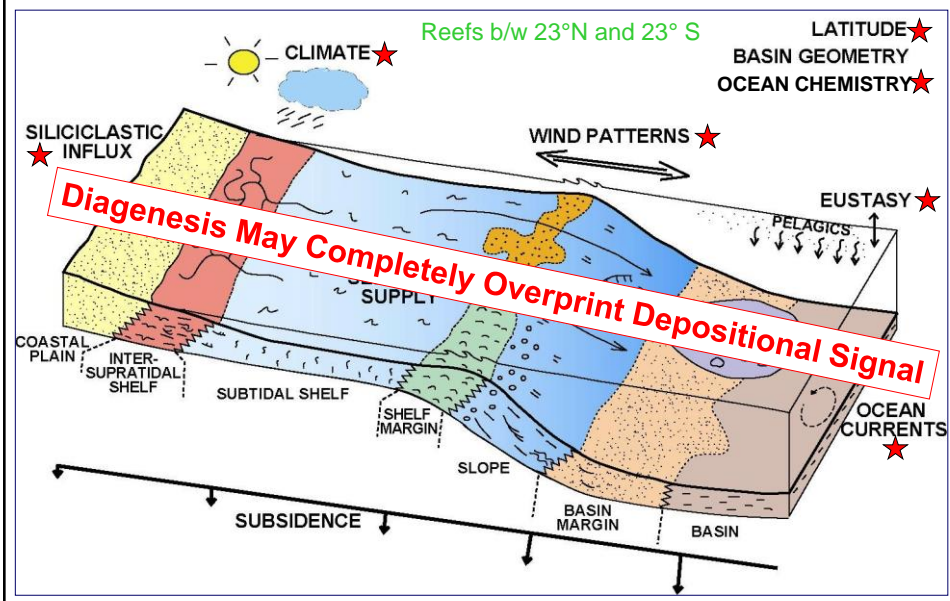 Reefs b/w 23°N and 23° S
LATITUDE
BASIN GEOMETRY
OCEAN CHEMISTRY
CLIMATE
WIND PATTERNS
SILICICLASTIC
INFLUX
EUSTASY
PELAGICS
Diagenesis May Completely Overprint Depositional Signal
SUPPLY
COASTAL
PLAIN
INTER-
SUPRATIDAL
SHELF
SUBTIDAL SHELF
SHELF
MARGIN
SLOPE
BASIN
MARGIN
BASIN
OCEAN
CURRENTS
SUBSIDENCE